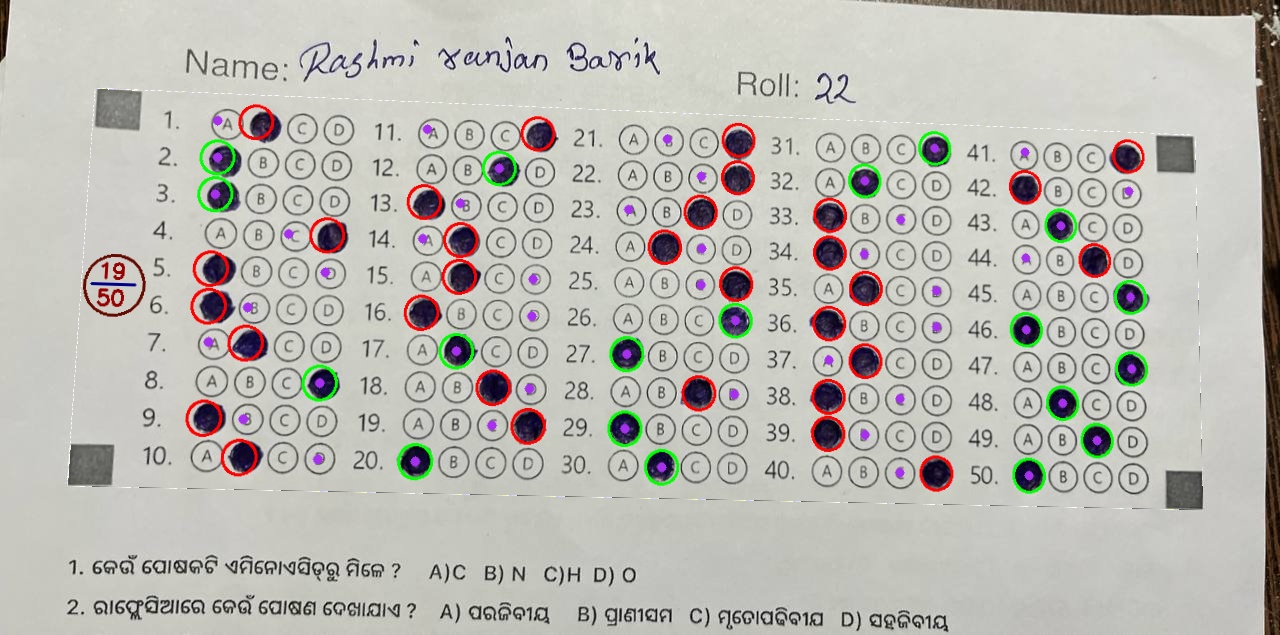 Name: Rashmi ranjan Barik
Roll: 22
19
50
1. A C D 11. A B C 21. A B C 31. A B C 41. A B C
2. B C D 12. A B D 22. A B C 32. A C D 42. B C D
3. B C D 13. B C D 23. A B D 33. B C D 43. A C D
4. A B C 14. A C D 24. A C D 34. B C D 44. A B D
5. B C D 15. A C D 25. A B C 35. A C D 45. A B C
6. B C D 16. B C D 26. A B C 36. B C D 46. B C D
7. A C D 17. A C D 27. B C D 37. A C D 47. A B C
8. A B C 18. A B D 28. A B D 38. B C D 48. A C D
9. B C D 19. A B C 29. B C D 39. B C D 49. A B D
10. A C D 20. B C D 30. A C D 40. A B C 50. B C D
1. କେଉଁ ପୋଷକଟି ଏମିନୋଏସିଡ୍‌ରୁ ମିଳେ ? A)C B) N C)H D) O
2. ରାଫ୍ଲେସିଆରେ କେଉଁ ପୋଷଣ ଦେଖାଯାଏ ? A) ପରଜିବୀୟ B) ପ୍ରାଣୀସମ C) ମୃତୋପଜିବୀୟ D) ସହଜିବୀୟ